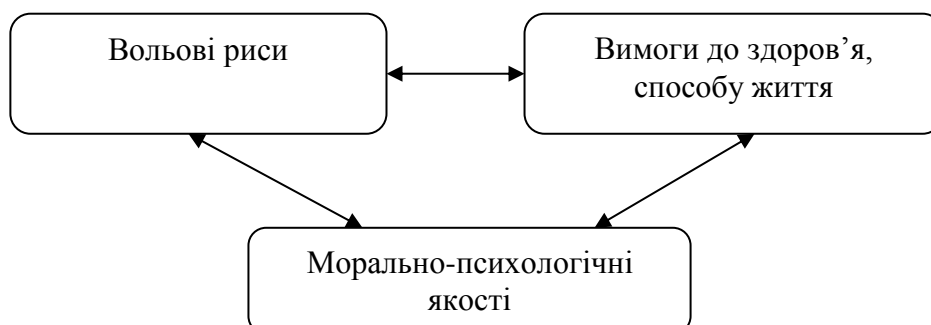 Вольові риси
Вимоги до здоров’я,
способу життя
Морально-психологічні
якості